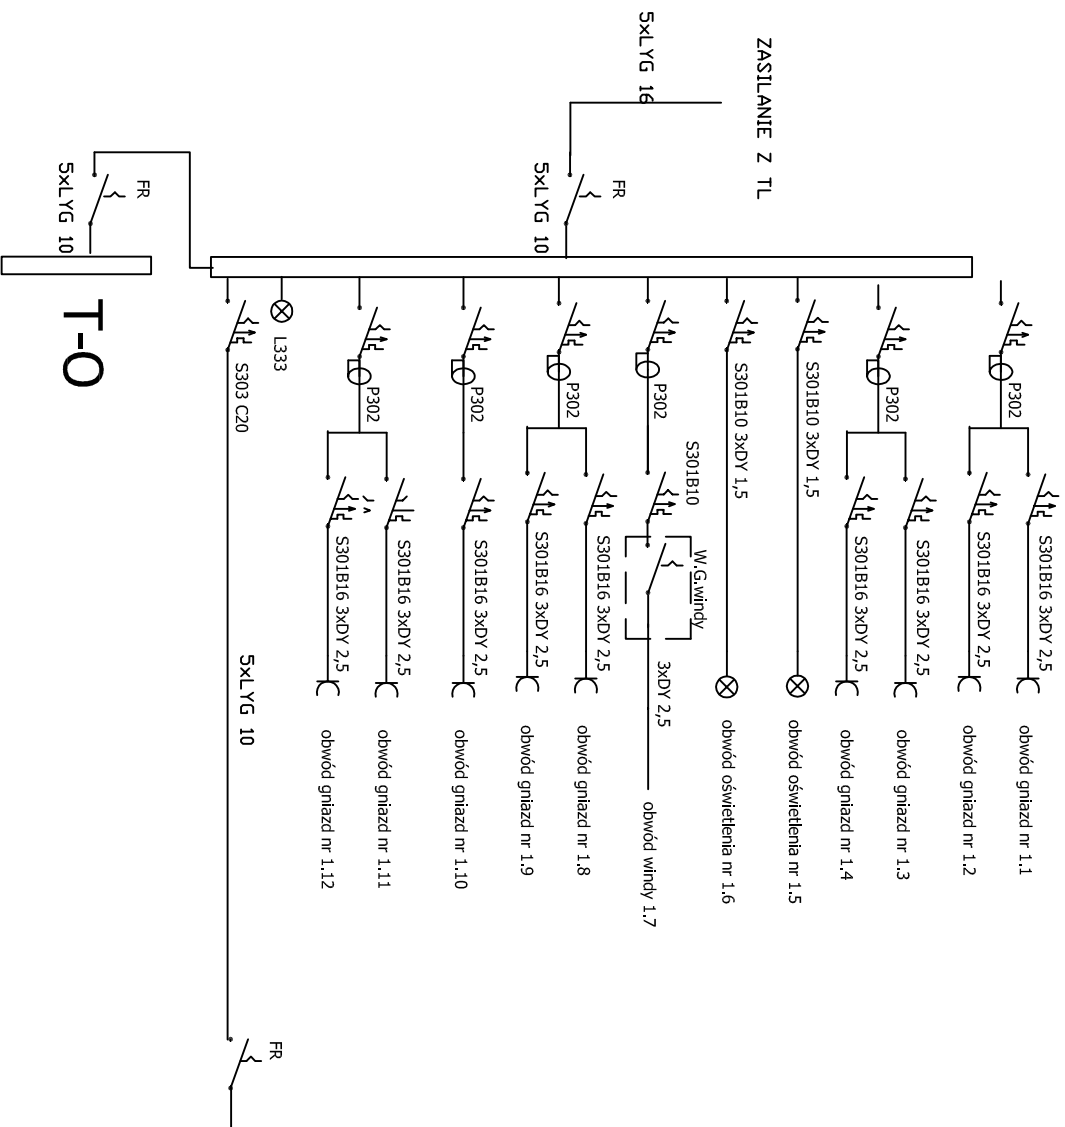 ZASILANIE Z TL
5xLYG 16
FR
5xLYG 10
FR
5xLYG 10
T-O
P302
S301B16 3xDY 2,5
obwód gniazd nr 1.1
S301B16 3xDY 2,5
obwód gniazd nr 1.2
P302
S301B16 3xDY 2,5
obwód gniazd nr 1.3
S301B16 3xDY 2,5
obwód gniazd nr 1.4
S301B10 3xDY 1,5
obwód oświetlenia nr 1.5
S301B10 3xDY 1,5
obwód oświetlenia nr 1.6
P302
S301B10
W.G.windy
3xDY 2,5
obwód windy 1.7
P302
S301B16 3xDY 2,5
obwód gniazd nr 1.8
S301B16 3xDY 2,5
obwód gniazd nr 1.9
P302
S301B16 3xDY 2,5
obwód gniazd nr 1.10
P302
S301B16 3xDY 2,5
obwód gniazd nr 1.11
S301B16 3xDY 2,5
obwód gniazd nr 1.12
L333
S303 C20
5xLYG 10
FR